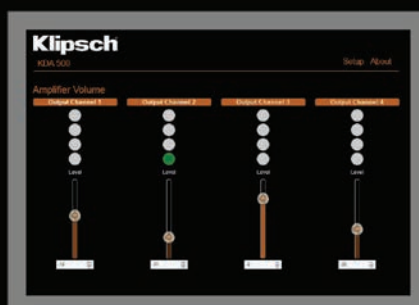 Klipsch
KDA 500
Setup About
Amplifier Volume
Output Channel 1 Output Channel 2 Output Channel 3 Output Channel 4
Level Level Level Level